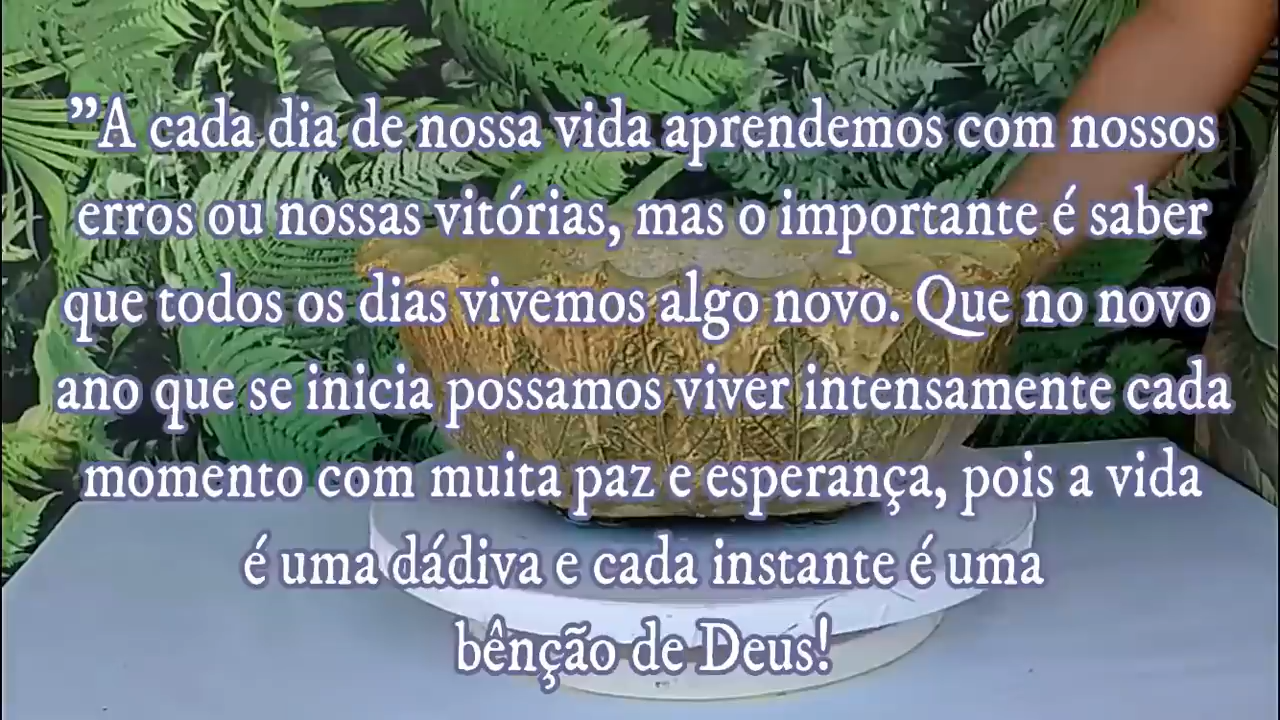 "A cada dia de nossa vida aprendemos com nossos
erros ou nossas vitórias, mas o importante é saber
que todos os dias vivemos algo novo. Que no novo
ano que se inicia possamos viver intensamente cada
momento com muita paz e esperança, pois a vida
é uma dádiva e cada instante é uma
bênção de Deus!